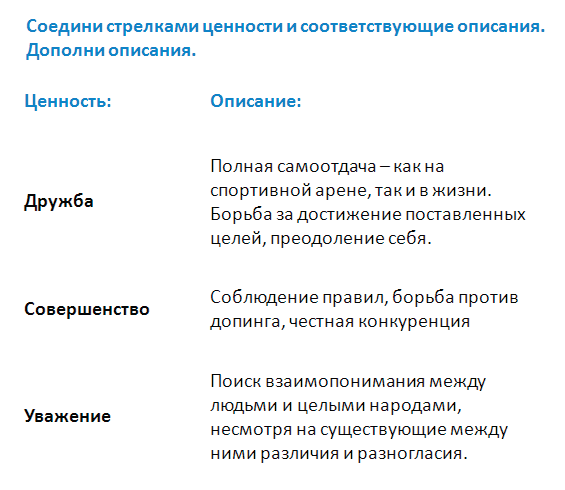 Соедини стрелками ценности и соответствующие описания.
Дополни описания.
Ценность:
Описание:
Дружба
Полная самоотдача – как на
спортивной арене, так и в жизни.
Борьба за достижение поставленных
целей, преодоление себя.
Совершенство
Соблюдение правил, борьба против
допинга, честная конкуренция
Уважение
Поиск взаимопонимания между
людьми и целыми народами,
несмотря на существующие между
ними различия и разногласия.